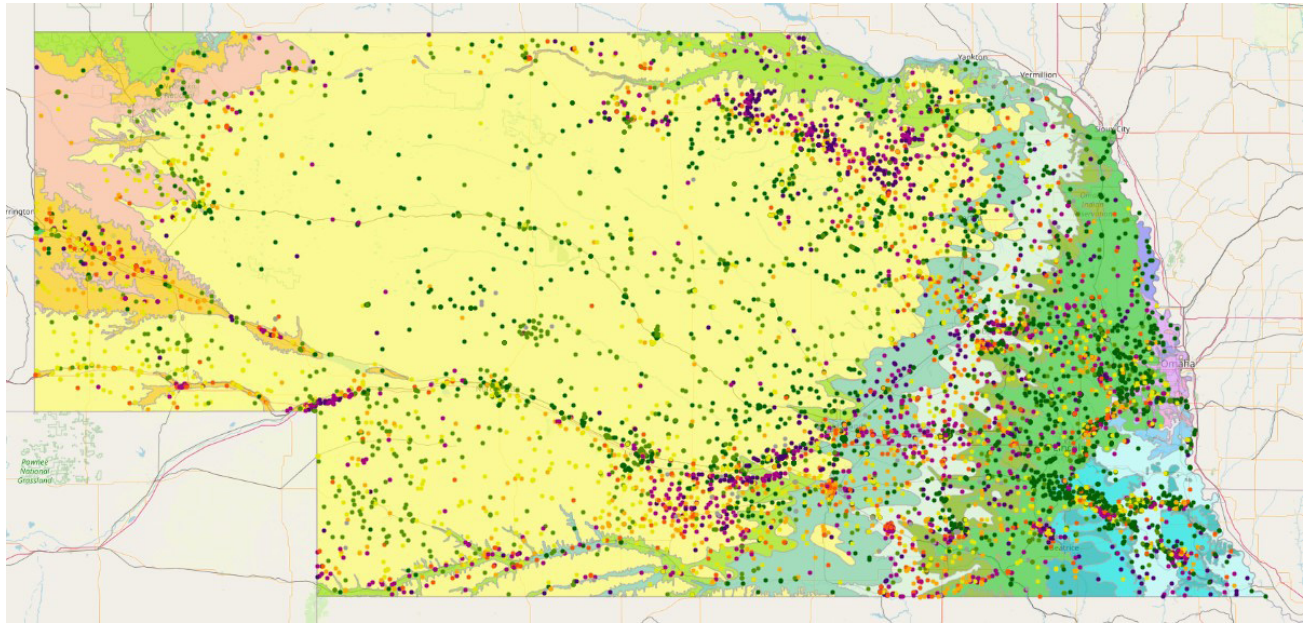 Yankton
Vermillion
Sioux City
rrington
Omaha
Pawnee
National
Grassland
Beatrice